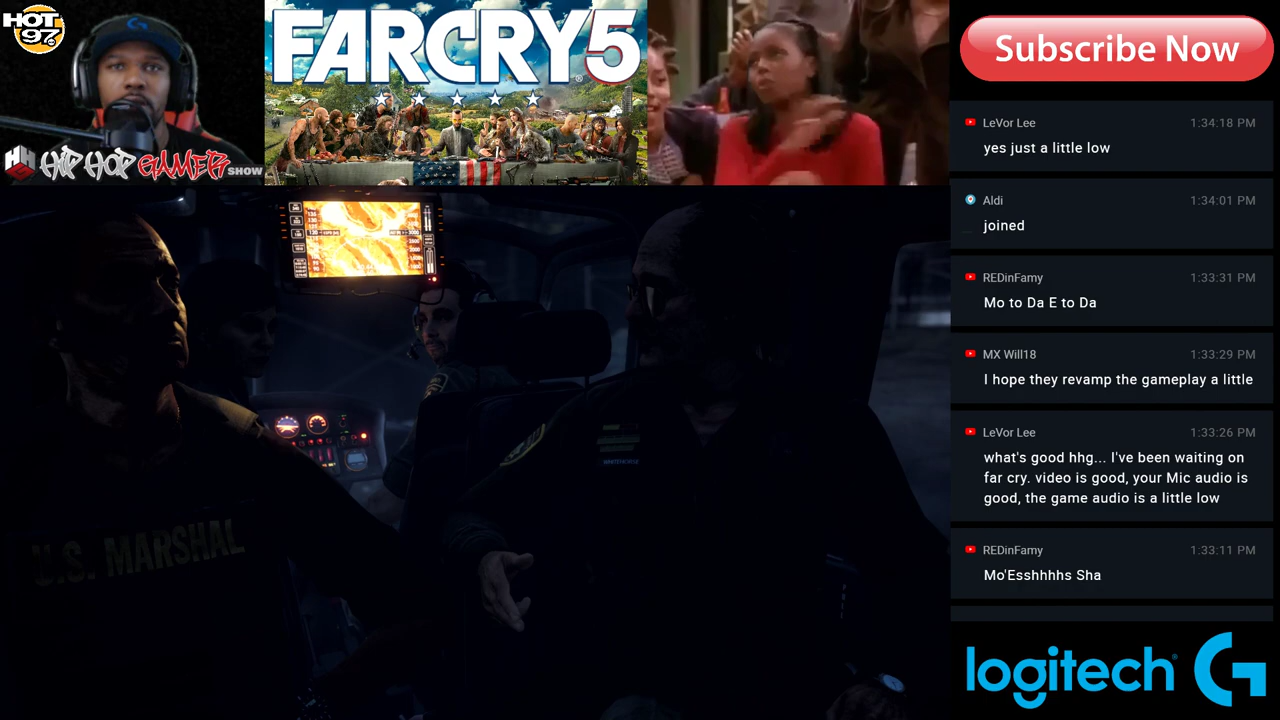 HOT
97
HIP HOP GAMER SHOW
FARCRY5
Subscribe Now
LeVor Lee 1:34:18 PM
yes just a little low
Aldi 1:34:01 PM
joined
REDinFamy 1:33:31 PM
Mo to Da E to Da
MX Will18 1:33:29 PM
I hope they revamp the gameplay a little
LeVor Lee 1:33:26 PM
what's good hhg... I've been waiting on
far cry. video is good, your Mic audio is
good, the game audio is a little low
REDinFamy 1:33:11 PM
Mo'Esshhhhs Sha
U.S. MARSHAL
WHITEHORSE
logitech G